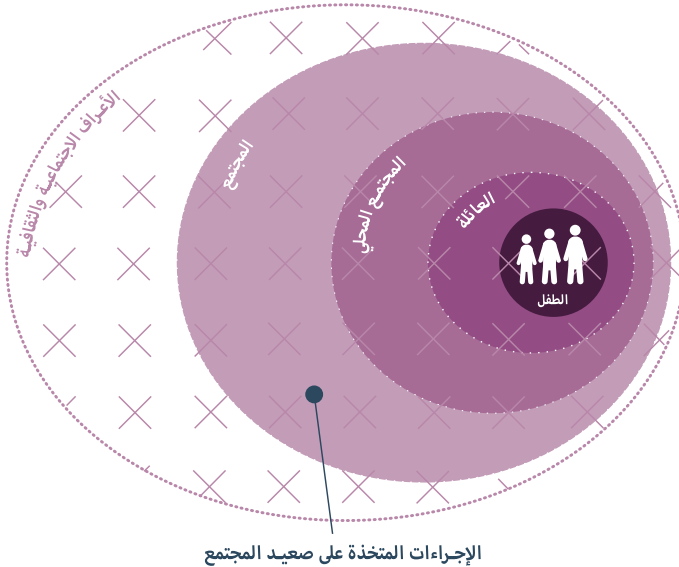 الأعراف الاجتماعية والثقافية
المجتمع
المجتمع المحلي
العائلة
الطفل
الإجراءات المتخذة على صعيد المجتمع